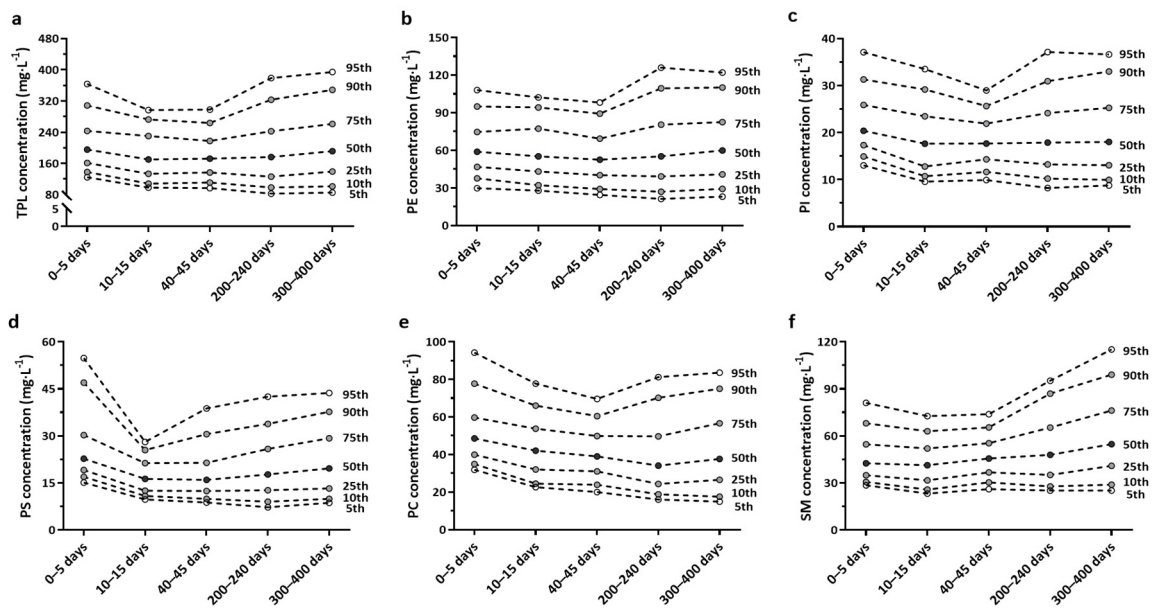 a
TPL concentration (mg·L⁻¹)
400
320
240
160
80
5
0
95th
90th
75th
50th
25th
10th
5th
0–5 days
10–15 days
40–45 days
200–240 days
300–400 days
b
PE concentration (mg·L⁻¹)
150
120
90
60
30
0
95th
90th
75th
50th
25th
10th
5th
0–5 days
10–15 days
40–45 days
200–240 days
300–400 days
c
PI concentration (mg·L⁻¹)
40
30
20
10
0
95th
90th
75th
50th
25th
10th
5th
0–5 days
10–15 days
40–45 days
200–240 days
300–400 days
d
PS concentration (mg·L⁻¹)
60
45
30
15
0
95th
90th
75th
50th
25th
10th
5th
0–5 days
10–15 days
40–45 days
200–240 days
300–400 days
e
PC concentration (mg·L⁻¹)
100
80
60
40
20
0
95th
90th
75th
50th
25th
10th
5th
0–5 days
10–15 days
40–45 days
200–240 days
300–400 days
f
SM concentration (mg·L⁻¹)
120
90
60
30
0
95th
90th
75th
50th
25th
10th
5th
0–5 days
10–15 days
40–45 days
200–240 days
300–400 days